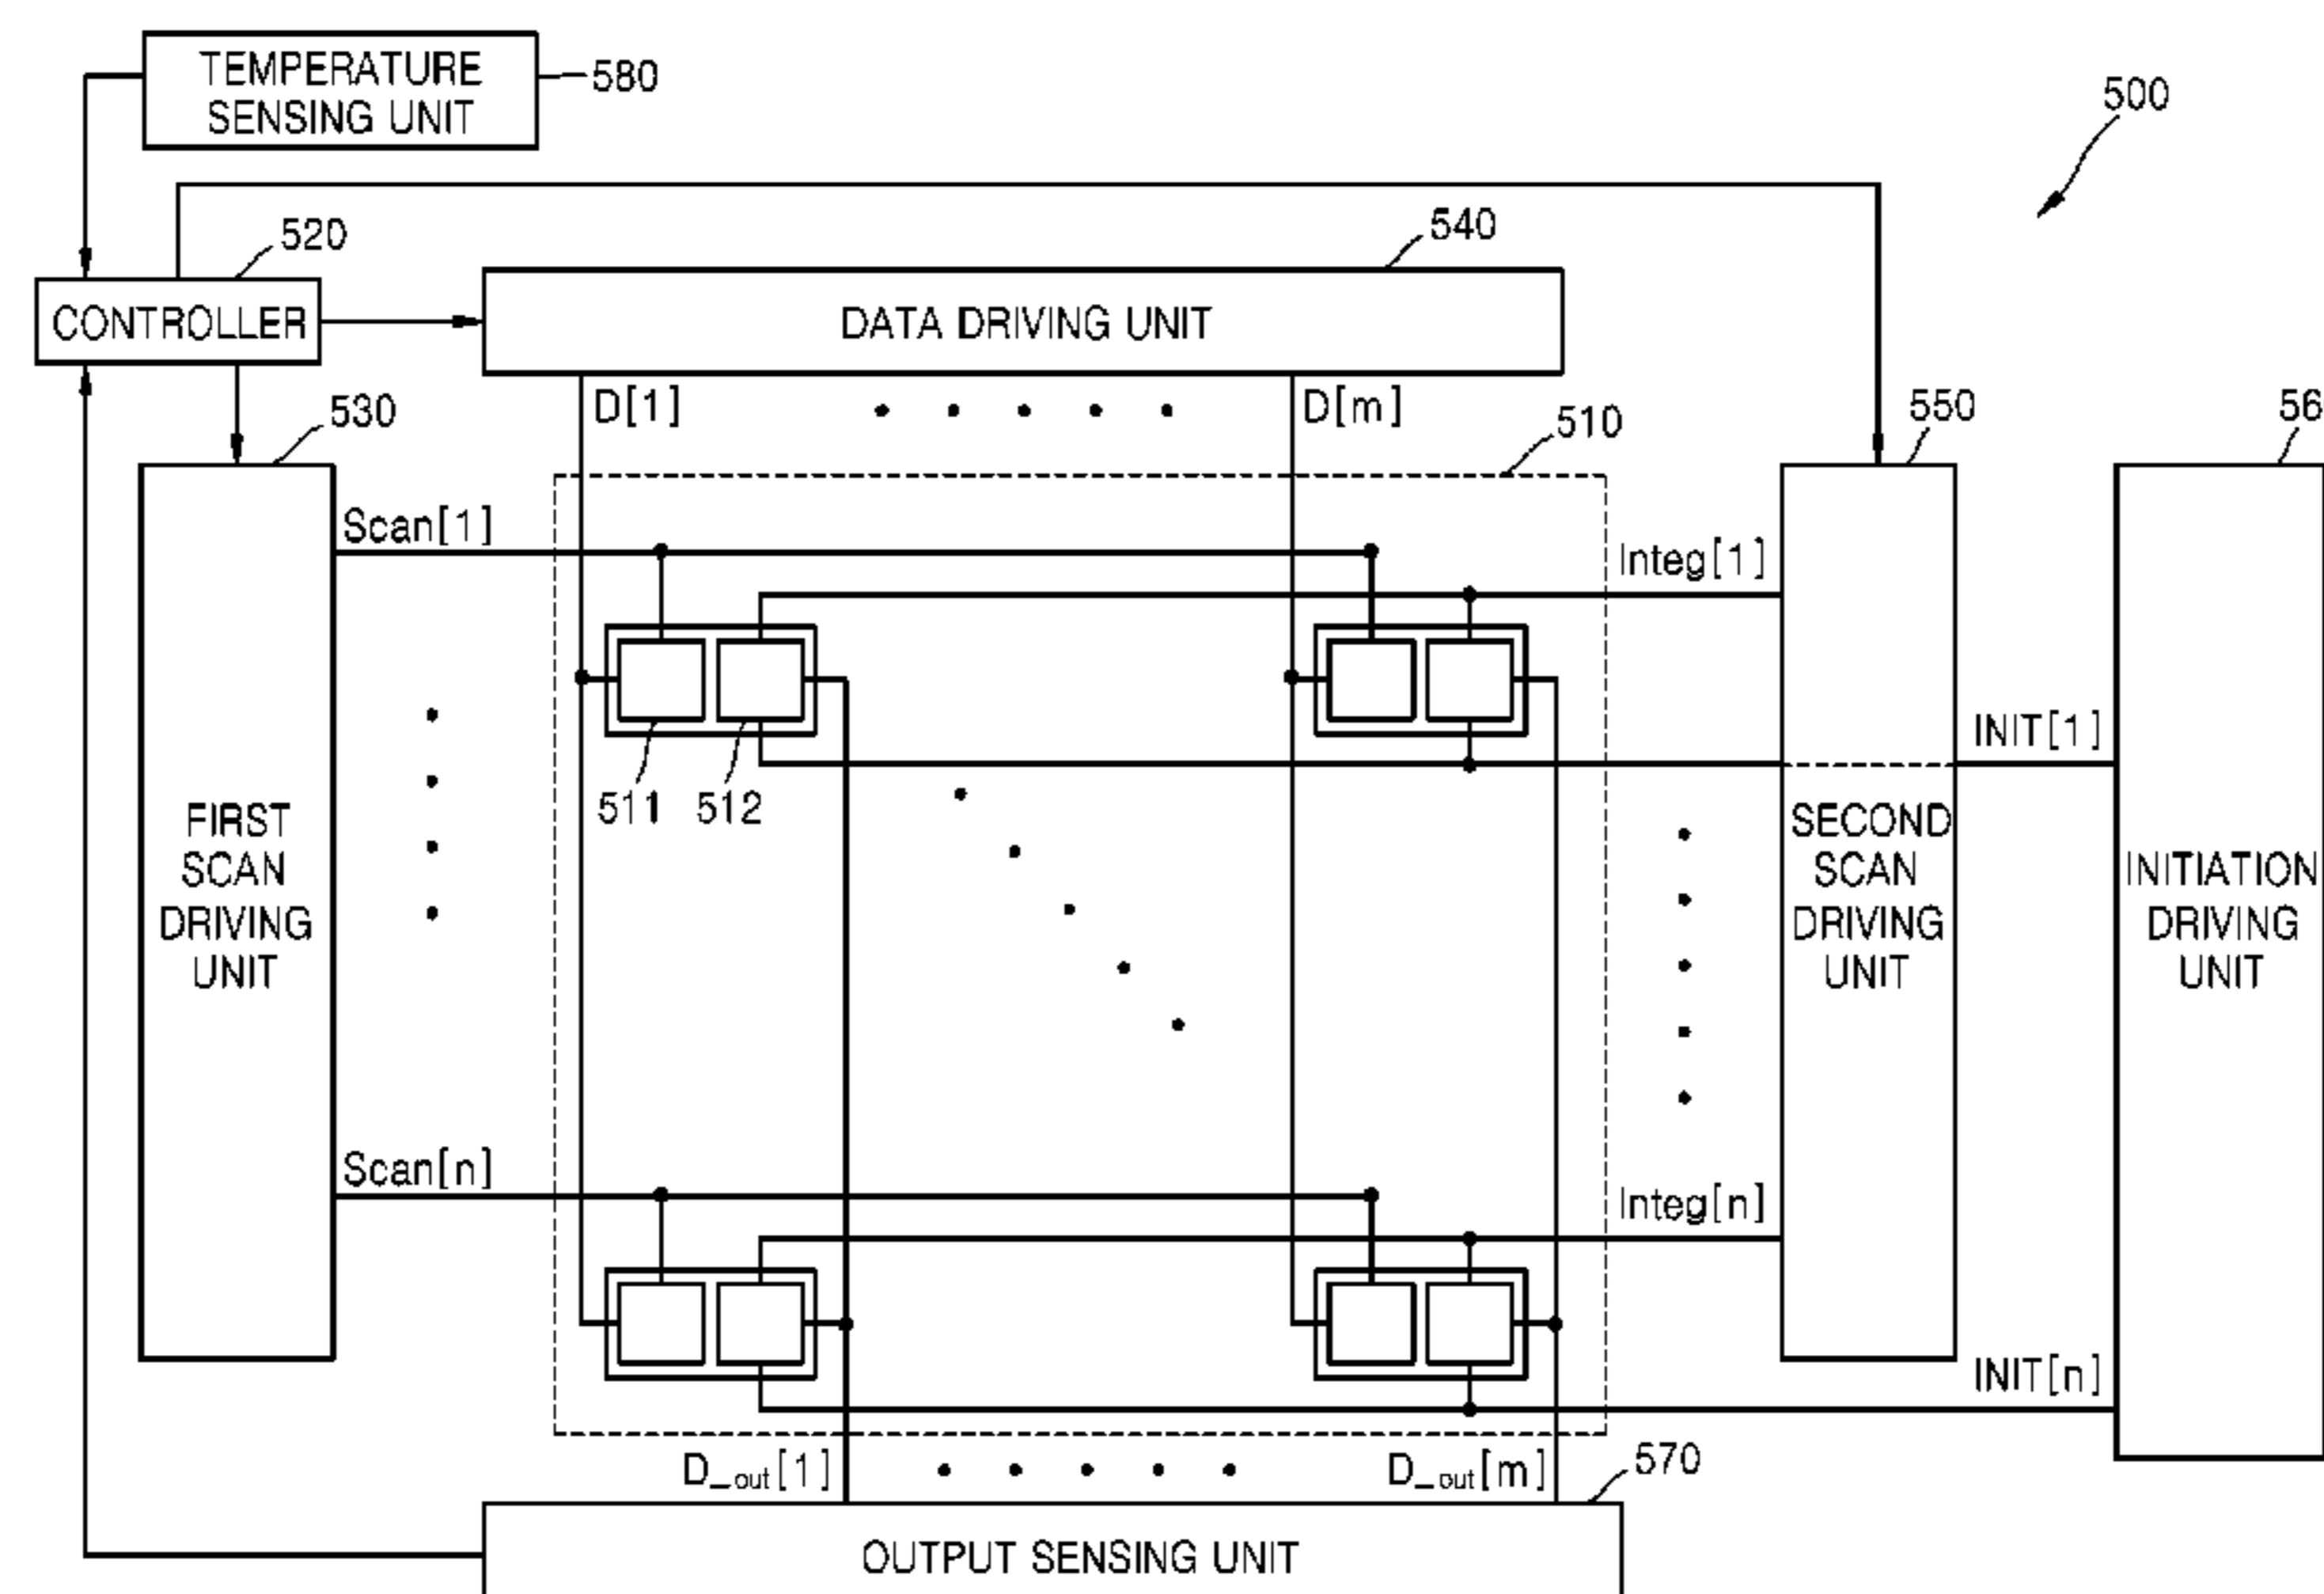 TEMPERATURE
SENSING UNIT
580
500
520
540
CONTROLLER
DATA DRIVING UNIT
530
D[1]
D[m]
510
550
56
Scan[1]
Integ[1]
INIT[1]
511
512
FIRST
SCAN
DRIVING
UNIT
SECOND
SCAN
DRIVING
UNIT
INITIATION
DRIVING
UNIT
Scan[n]
Integ[n]
INIT[n]
D_out[1]
D_out[m]
570
OUTPUT SENSING UNIT